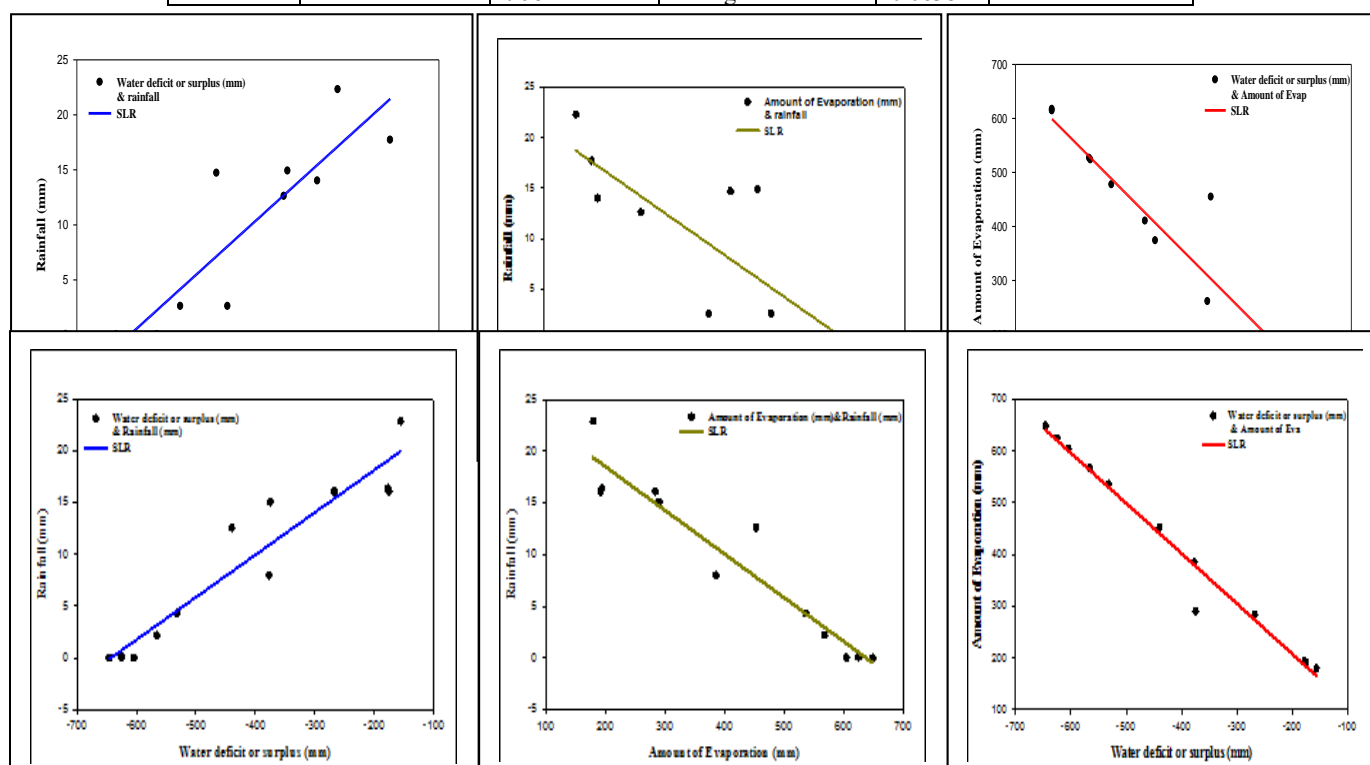 25
20
15
10
5
Rainfall (mm)
Water deficit or surplus (mm)
& rainfall
SLR
25
20
15
10
5
Rainfall (mm)
Amount of Evaporation (mm)
& rainfall
SLR
700
600
500
400
300
Amount of Evaporation (mm)
Water deficit or surplus (mm)
& Amount of Evap
SLR
25
20
15
10
5
0
-5
Rainfall (mm)
Water deficit or surplus (mm)
& Rainfall (mm)
SLR
-700 -600 -500 -400 -300 -200 -100
Water deficit or surplus (mm)
25
20
15
10
5
0
-5
Rainfall (mm)
Amount of Evaporation (mm)&Rainfall (mm)
SLR
100 200 300 400 500 600 700
Amount of Evaporation (mm)
700
600
500
400
300
200
100
Amount of Evaporation (mm)
Water deficit or surplus (mm)
& Amount of Eva
SLR
-700 -600 -500 -400 -300 -200 -100
Water deficit or surplus (mm)